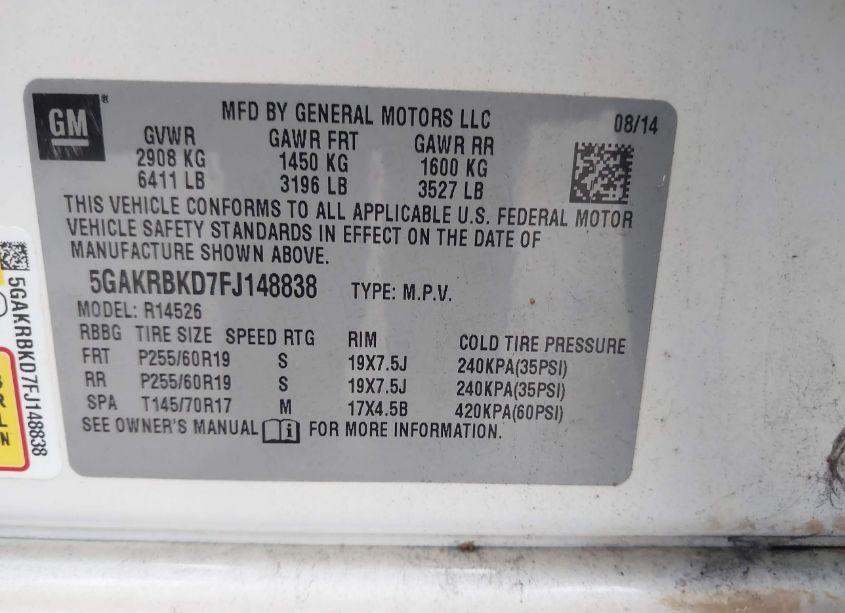 GM
MFD BY GENERAL MOTORS LLC 08/14
GVWR GAWR FRT GAWR RR
2908 KG 1450 KG 1600 KG
6411 LB 3196 LB 3527 LB
THIS VEHICLE CONFORMS TO ALL APPLICABLE U.S. FEDERAL MOTOR
VEHICLE SAFETY STANDARDS IN EFFECT ON THE DATE OF
MANUFACTURE SHOWN ABOVE.
5GAKRBKD7FJ148838 TYPE: M.P.V.
MODEL: R14526
RBBG TIRE SIZE SPEED RTG RIM COLD TIRE PRESSURE
FRT P255/60R19 S 19X7.5J 240KPA(35PSI)
RR P255/60R19 S 19X7.5J 240KPA(35PSI)
SPA T145/70R17 M 17X4.5B 420KPA(60PSI)
SEE OWNER'S MANUAL FOR MORE INFORMATION.
5GAKRBKD7FJ148838